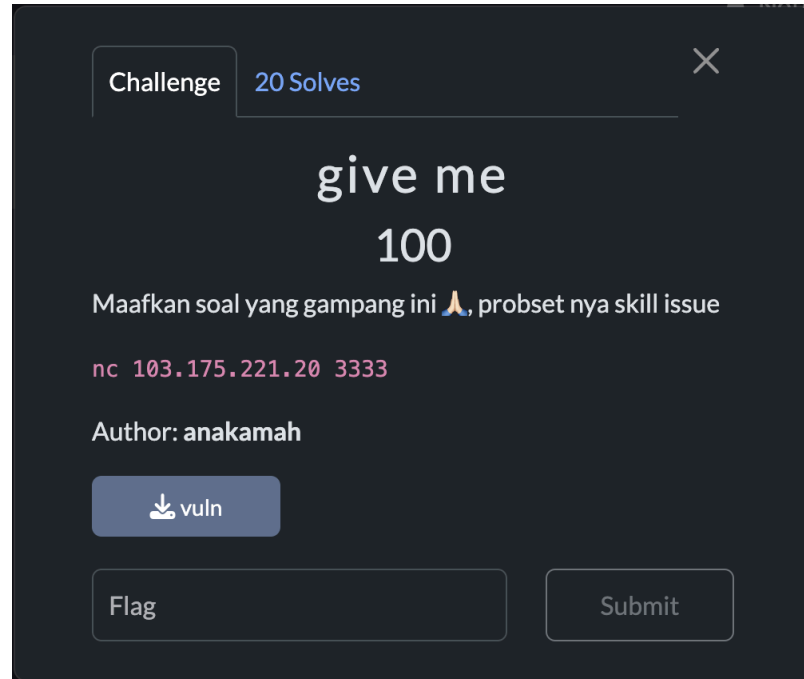 Challenge
20 Solves
give me
100
Maafkan soal yang gampang ini 🙏🏻, probset nya skill issue
nc 103.175.221.20 3333
Author: anakamah
vuln
Flag
Submit